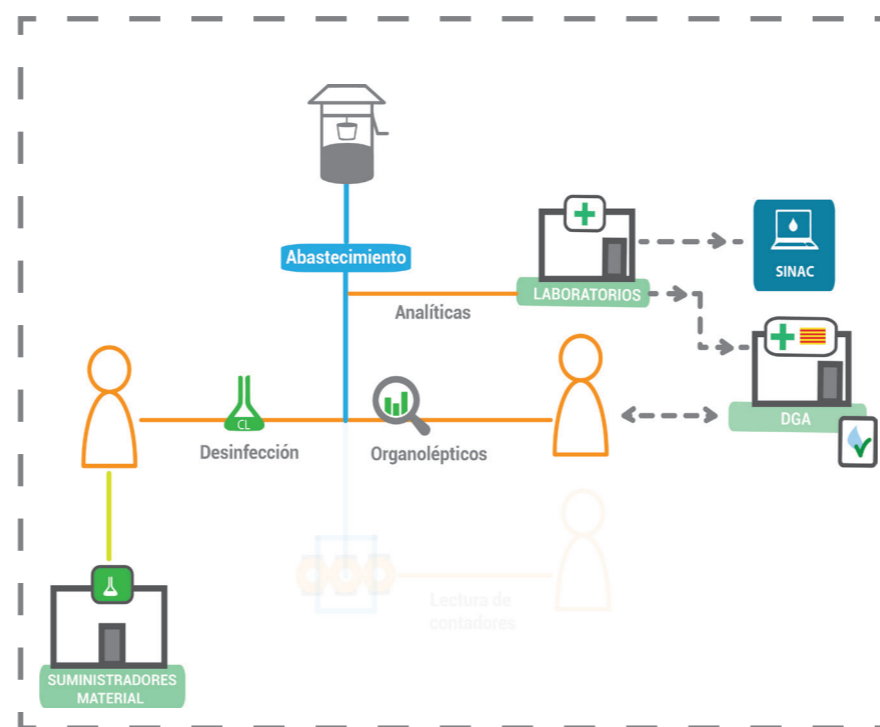 Abastecimiento
SINAC
LABORATORIOS
Analíticas
DGA
CL
Desinfección
Organolépticos
Lectura de
contadores
SUMINISTRADORES
MATERIAL